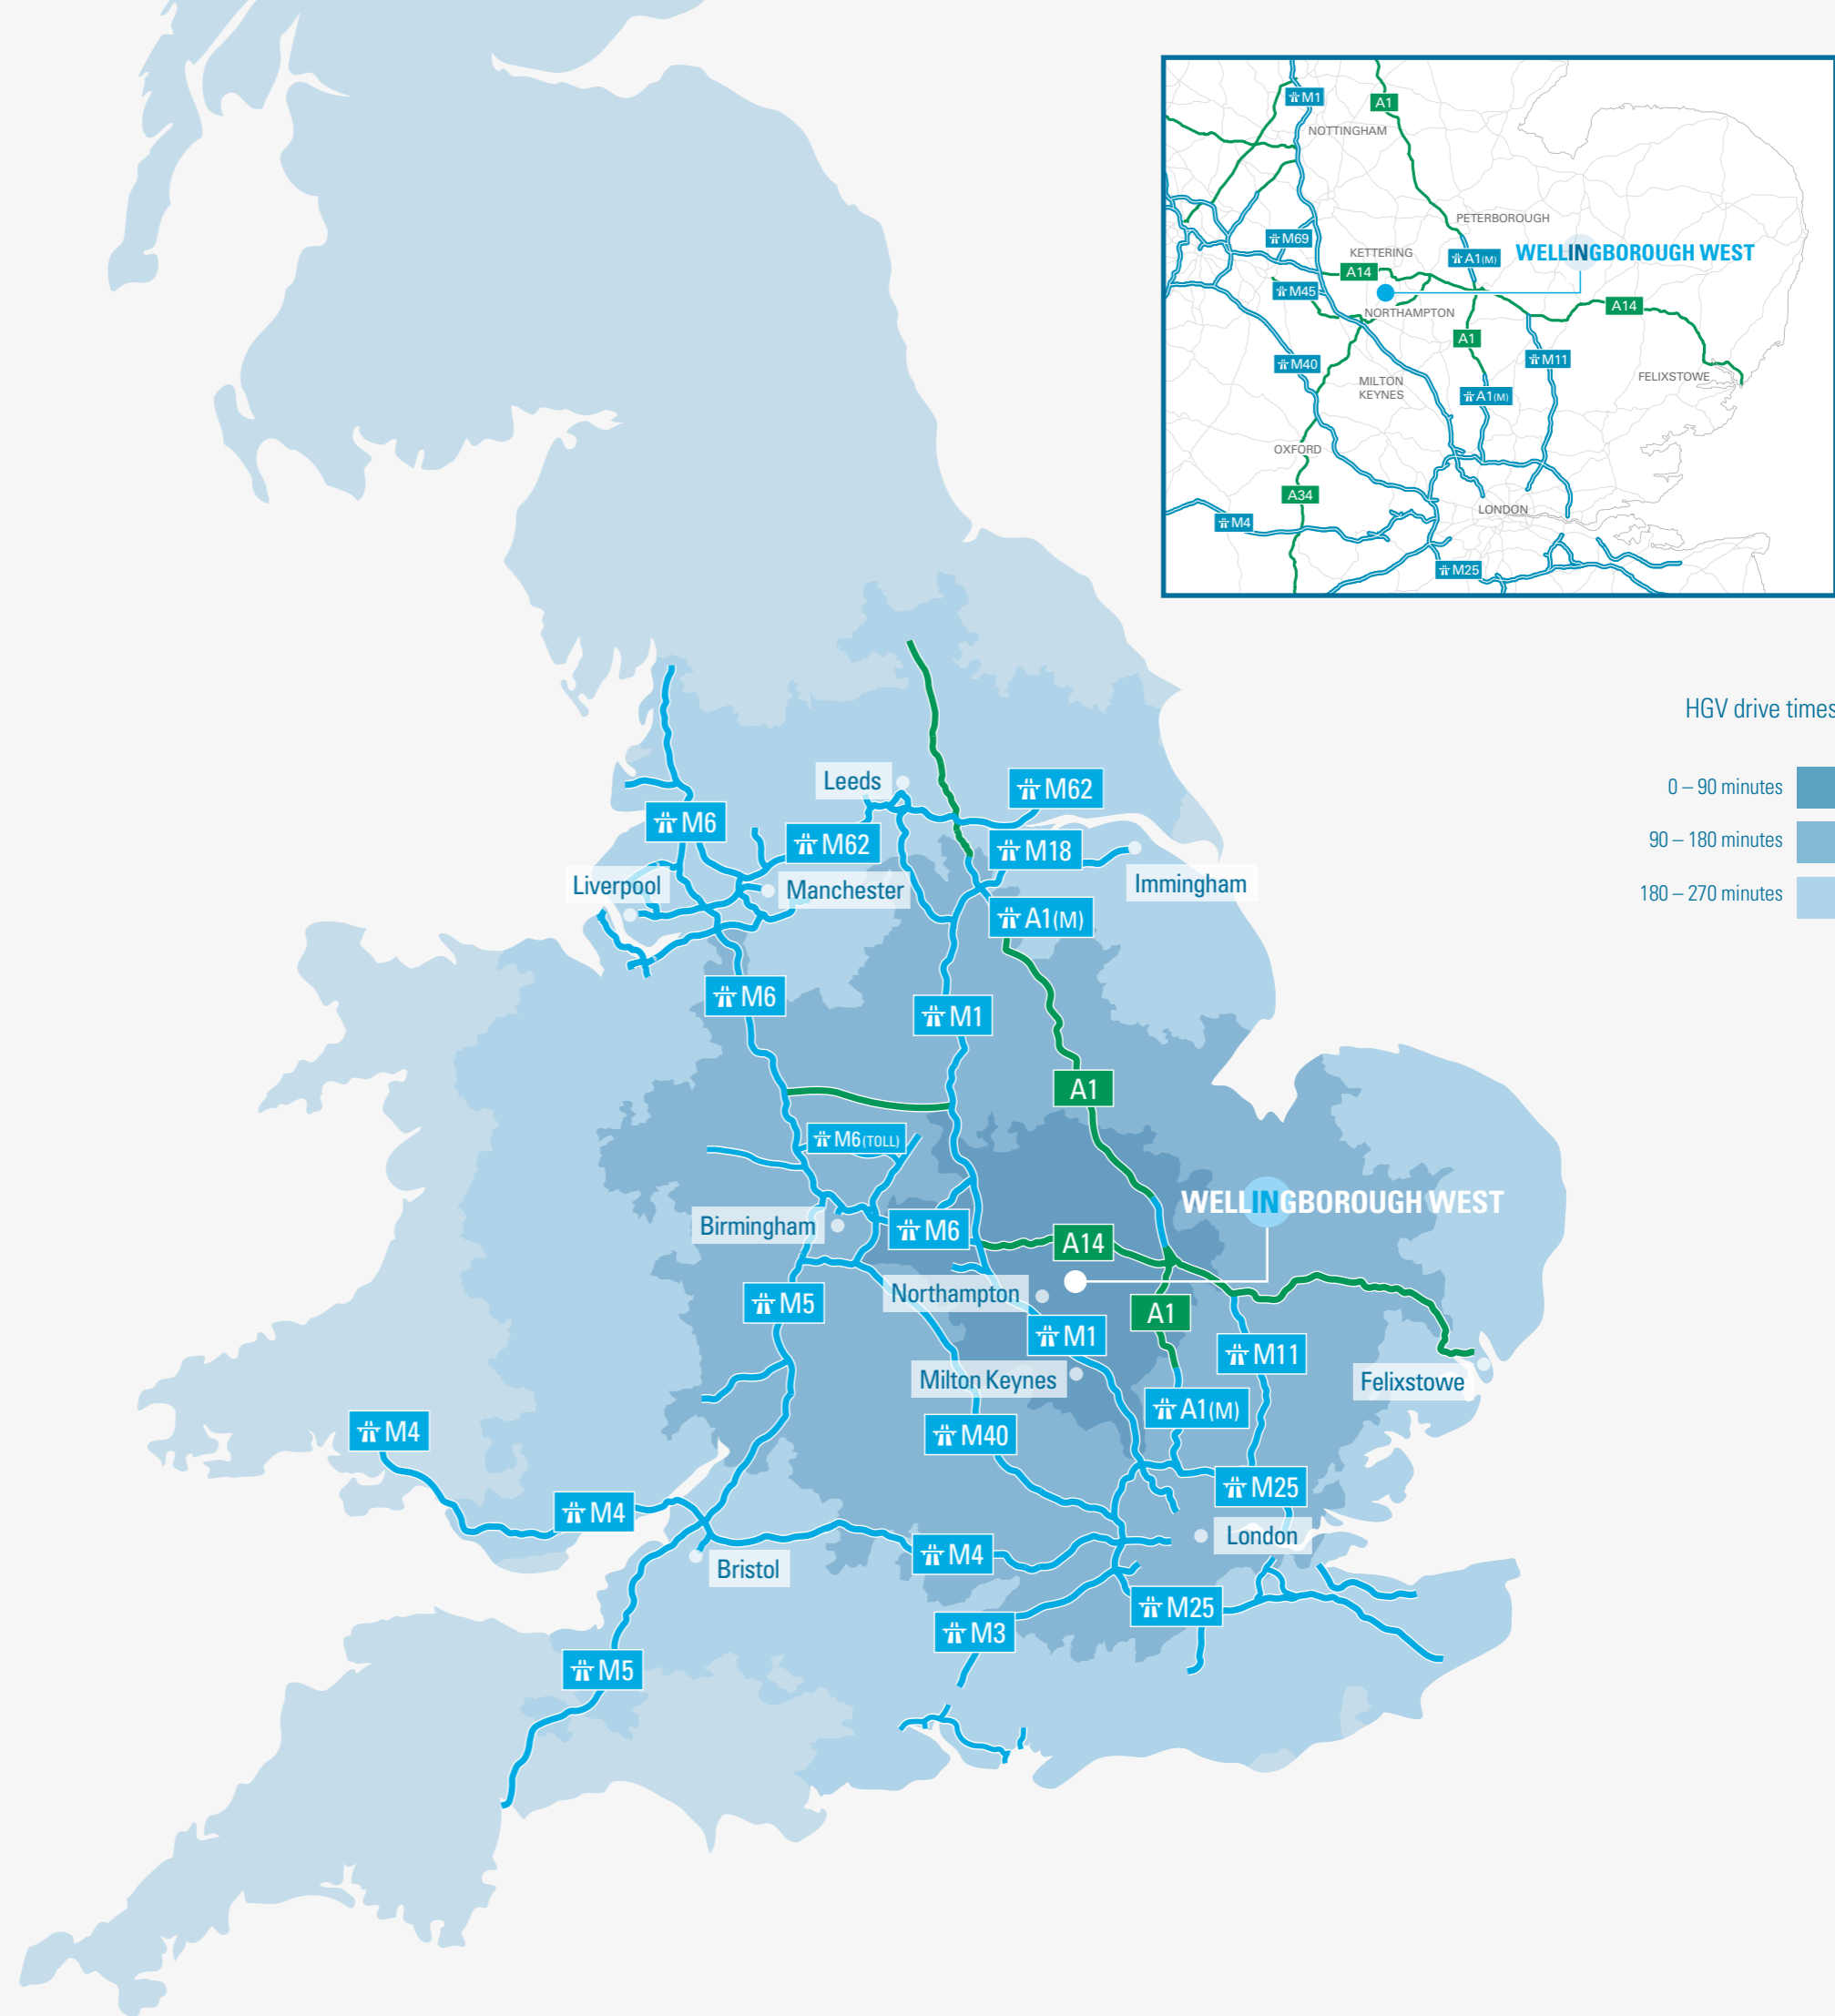 M1
A1
NOTTINGHAM
PETERBOROUGH
M69
KETTERING
A1(M)
WELLINGBOROUGH WEST
A14
M45
NORTHAMPTON
A14
A1
M40
M11
MILTON
KEYNES
FELIXSTOWE
A1(M)
OXFORD
A34
LONDON
M4
M25
HGV drive times
0 – 90 minutes
90 – 180 minutes
180 – 270 minutes
Leeds
M62
M6
M62
M18
Liverpool
Manchester
Immingham
A1(M)
M6
M1
A1
M6(TOLL)
WELLINGBOROUGH WEST
Birmingham
M6
A14
Northampton
M5
A1
M1
M11
Milton Keynes
Felixstowe
A1(M)
M4
M40
M25
M4
London
M4
Bristol
M25
M3
M5